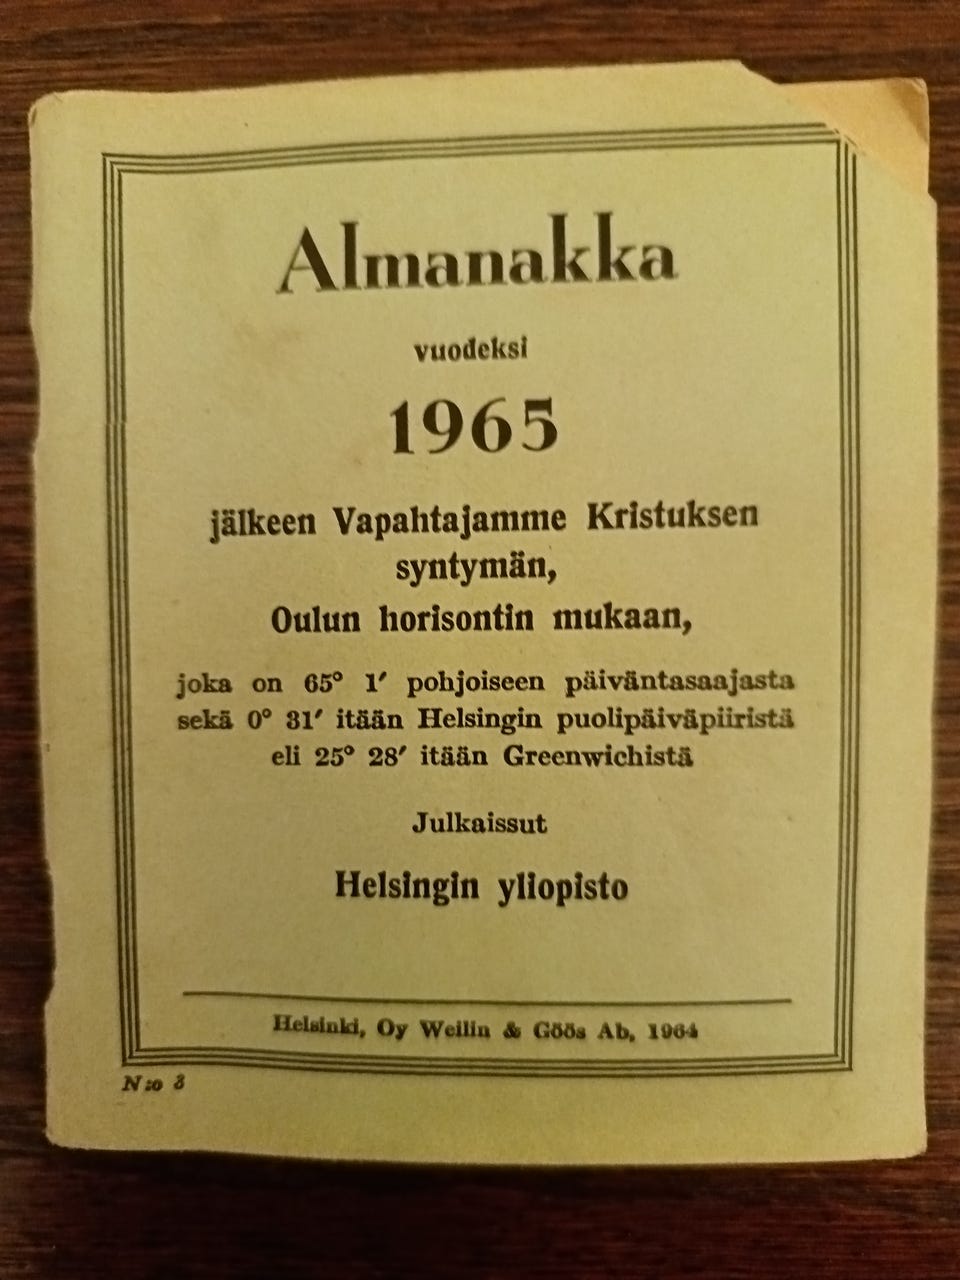 Almanakka
vuodeksi
1965
jälkeen Vapahtajamme Kristuksen
syntymän,
Oulun horisontin mukaan,
joka on 65° 1′ pohjoiseen päiväntasaajasta
sekä 0° 31′ itään Helsingin puolipäiväpiiristä
eli 25° 28′ itään Greenwichistä
Julkaissut
Helsingin yliopisto
Helsinki, Oy Weilin & Göös Ab, 1964
N:o 3